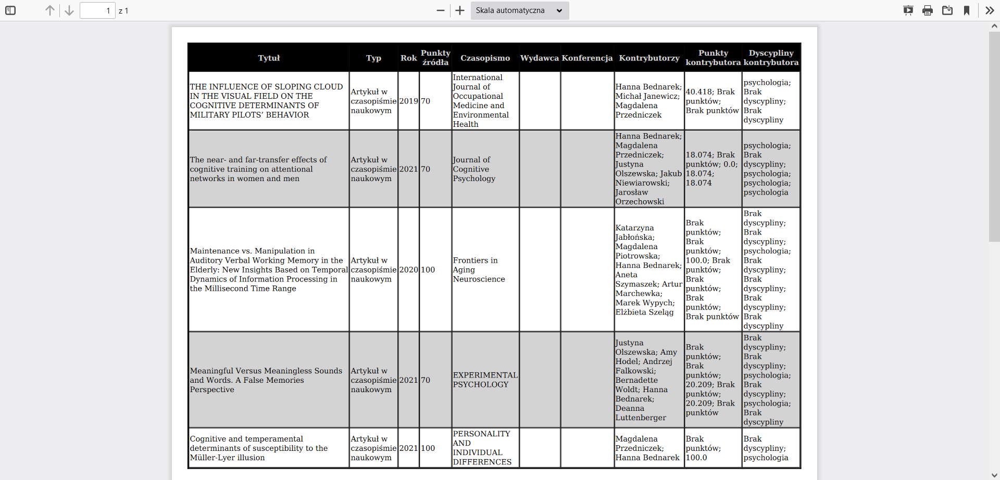 1 z 1 Skala automatyczna
Tytuł Typ Rok Punkty źródła Czasopismo Wydawca Konferencja Kontrybutorzy Punkty kontrybutora Dyscypliny kontrybutora
THE INFLUENCE OF SLOPING CLOUD
IN THE VISUAL FIELD ON THE
COGNITIVE DETERMINANTS OF
MILITARY PILOTS’ BEHAVIOR
Artykuł w
czasopiśmie
naukowym
2019
70
International
Journal of
Occupational
Medicine and
Environmental
Health
Hanna Bednarek;
Michał Janewicz;
Magdalena
Przedniczek
40.418; Brak
punktów;
Brak punktów
psychologia;
Brak
dyscypliny;
Brak
dyscypliny
The near- and far-transfer effects of
cognitive training on attentional
networks in women and men
Artykuł w
czasopiśmie
naukowym
2021
70
Journal of
Cognitive
Psychology
Hanna Bednarek;
Magdalena
Przedniczek;
Justyna
Olszewska; Jakub
Niewiarowski;
Jarosław
Orzechowski
18.074; Brak
punktów; 0.0;
18.074;
18.074
psychologia;
Brak
dyscypliny;
psychologia;
psychologia;
psychologia
Maintenance vs. Manipulation in
Auditory Verbal Working Memory in the
Elderly: New Insights Based on Temporal
Dynamics of Information Processing in
the Millisecond Time Range
Artykuł w
czasopiśmie
naukowym
2020
100
Frontiers in
Aging
Neuroscience
Katarzyna
Jabłońska;
Magdalena
Piotrowska;
Hanna Bednarek;
Aneta
Szymaszek; Artur
Marchewka;
Marek Wypych;
Elżbieta Szeląg
Brak
punktów;
Brak
punktów;
100.0; Brak
punktów;
Brak
punktów;
Brak
punktów;
Brak punktów
Brak
dyscypliny;
Brak
dyscypliny;
psychologia;
Brak
dyscypliny;
Brak
dyscypliny;
Brak
dyscypliny;
Brak
dyscypliny
Meaningful Versus Meaningless Sounds
and Words. A False Memories
Perspective
Artykuł w
czasopiśmie
naukowym
2021
70
EXPERIMENTAL
PSYCHOLOGY
Justyna
Olszewska; Amy
Hodel; Andrzej
Falkowski;
Bernadette
Woldt; Hanna
Bednarek;
Deanna
Luttenberger
Brak
punktów;
Brak
punktów;
20.209; Brak
punktów;
20.209; Brak
punktów
Brak
dyscypliny;
Brak
dyscypliny;
psychologia;
Brak
dyscypliny;
psychologia;
Brak
dyscypliny
Cognitive and temperamental
determinants of susceptibility to the
Müller-Lyer illusion
Artykuł w
czasopiśmie
naukowym
2021
100
PERSONALITY
AND
INDIVIDUAL
DIFFERENCES
Magdalena
Przedniczek;
Hanna Bednarek
Brak
punktów;
100.0
Brak
dyscypliny;
psychologia